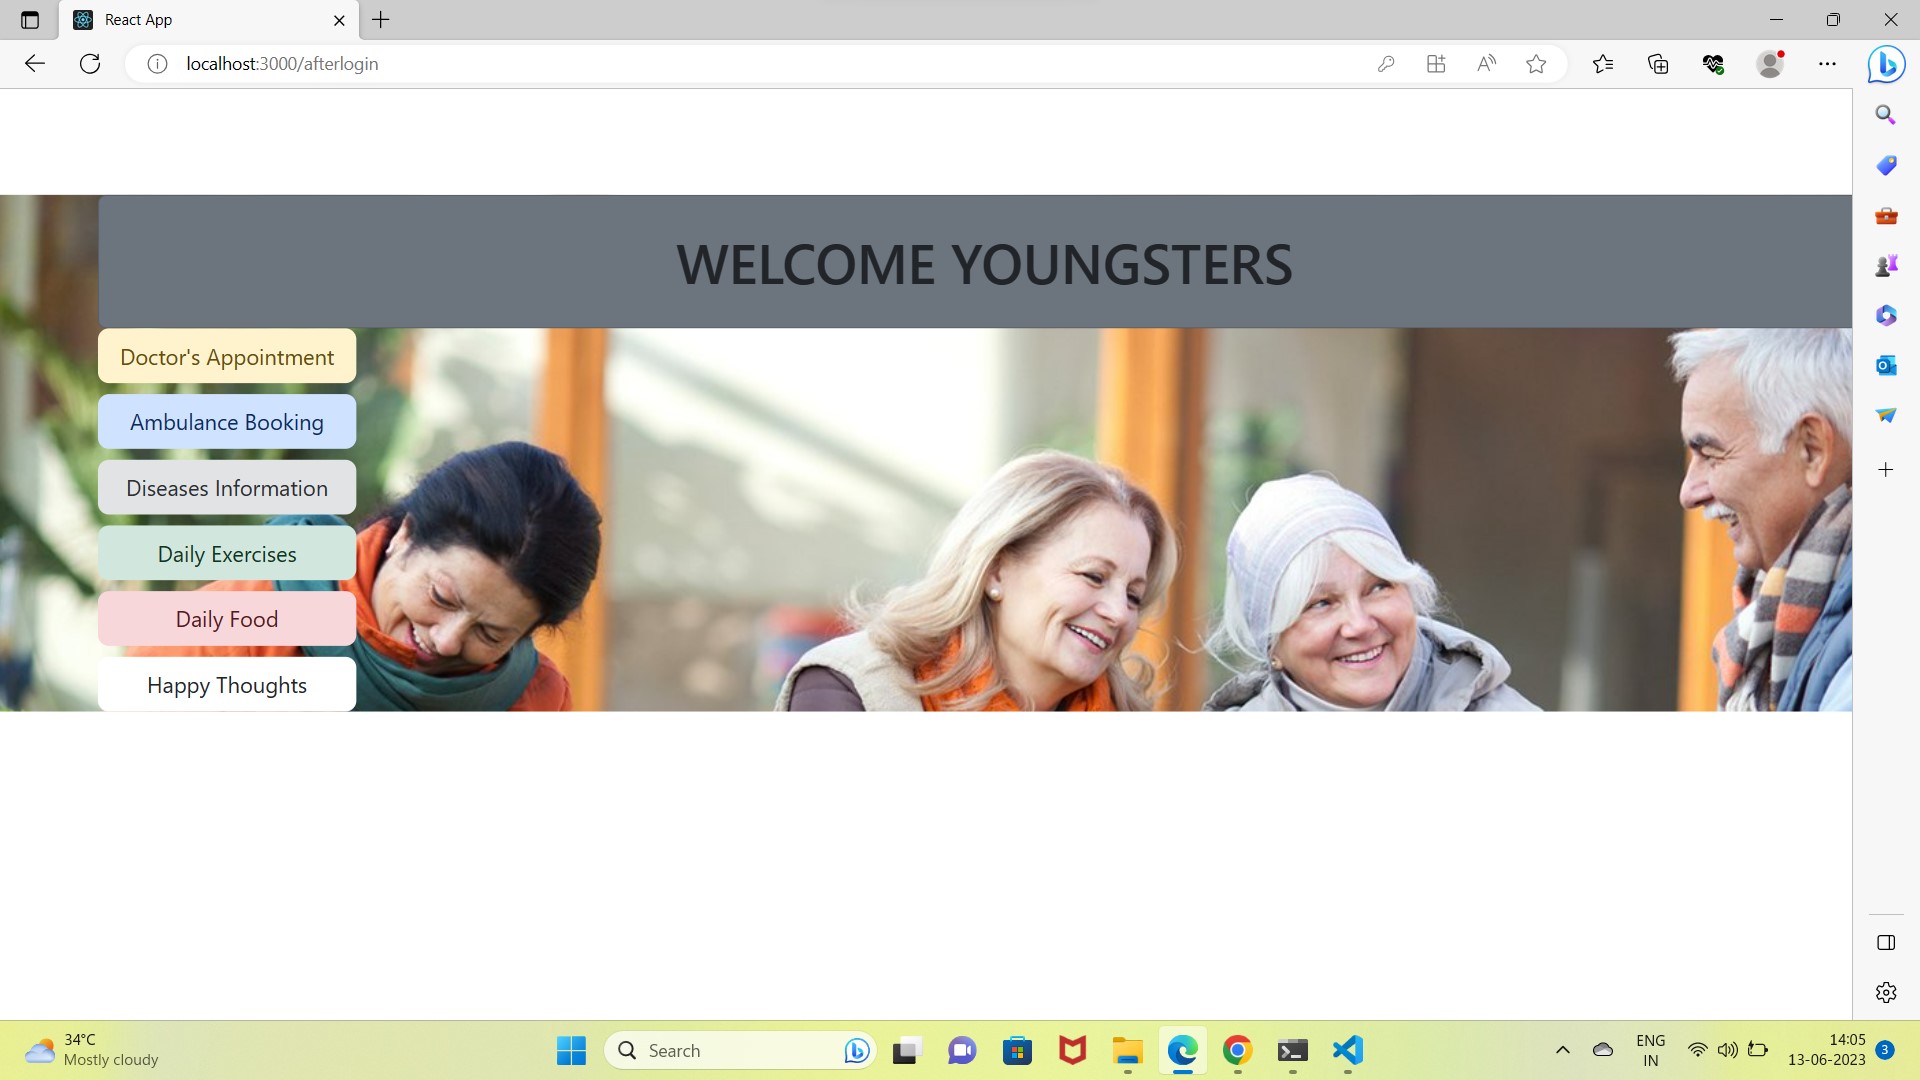 React App
localhost:3000/afterlogin
WELCOME YOUNGSTERS
Doctor's Appointment
Ambulance Booking
Diseases Information
Daily Exercises
Daily Food
Happy Thoughts
34°C
Mostly cloudy
Search
ENG
IN
14:05
13-06-2023
3